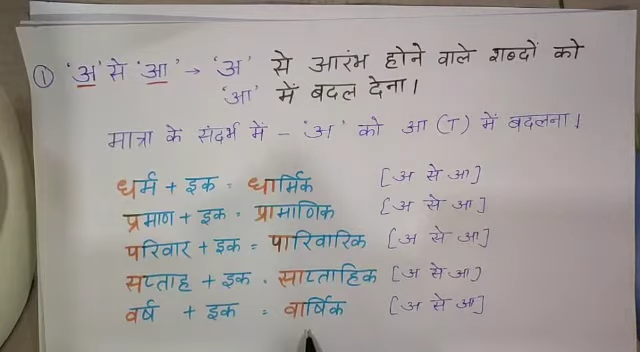 ① 'अ' से 'आ' → 'अ' से आरंभ होने वाले शब्दों को
'आ' में बदल देना।
मात्रा के संदर्भ में - 'अ' को आ (ा) में बदलना।
धर्म + इक = धार्मिक [अ से आ]
प्रमाण + इक = प्रामाणिक [अ से आ]
परिवार + इक = पारिवारिक [अ से आ]
सप्ताह + इक = साप्ताहिक [अ से आ]
वर्ष + इक = वार्षिक [अ से आ]